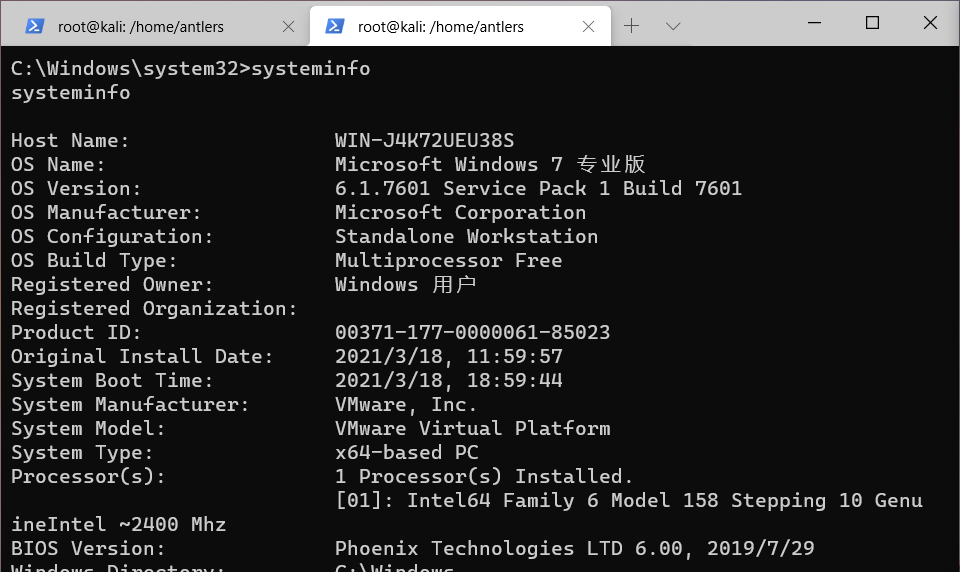 root@kali: /home/antlers
root@kali: /home/antlers
C:\Windows\system32>systeminfo
systeminfo
Host Name: WIN-J4K72UEU38S
OS Name: Microsoft Windows 7 专业版
OS Version: 6.1.7601 Service Pack 1 Build 7601
OS Manufacturer: Microsoft Corporation
OS Configuration: Standalone Workstation
OS Build Type: Multiprocessor Free
Registered Owner: Windows 用户
Registered Organization:
Product ID: 00371-177-0000061-85023
Original Install Date: 2021/3/18, 11:59:57
System Boot Time: 2021/3/18, 18:59:44
System Manufacturer: VMware, Inc.
System Model: VMware Virtual Platform
System Type: x64-based PC
Processor(s): 1 Processor(s) Installed.
[01]: Intel64 Family 6 Model 158 Stepping 10 Genu
ineIntel ~2400 Mhz
BIOS Version: Phoenix Technologies LTD 6.00, 2019/7/29
Windows Directory: C:\Windows